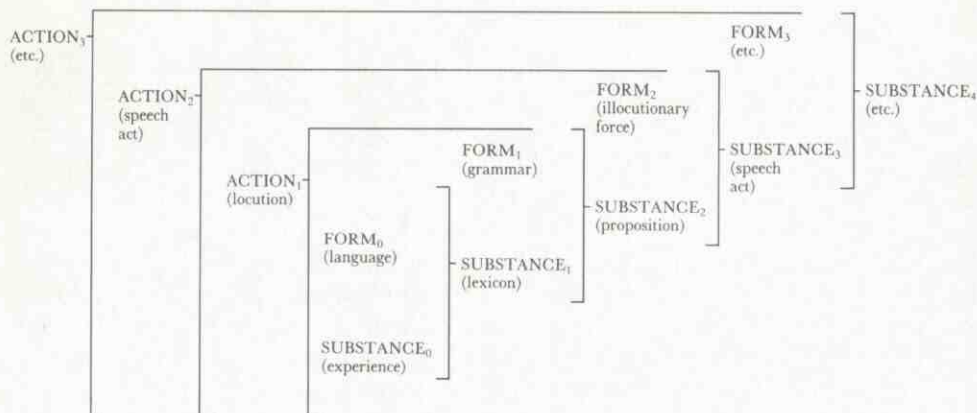 ACTION₃
(etc.)
FORM₃
(etc.)
ACTION₂
(speech
act)
FORM₂
(illocutionary
force)
SUBSTANCE₄
(etc.)
ACTION₁
(locution)
FORM₁
(grammar)
SUBSTANCE₃
(speech
act)
FORM₀
(language)
SUBSTANCE₂
(proposition)
SUBSTANCE₁
(lexicon)
SUBSTANCE₀
(experience)